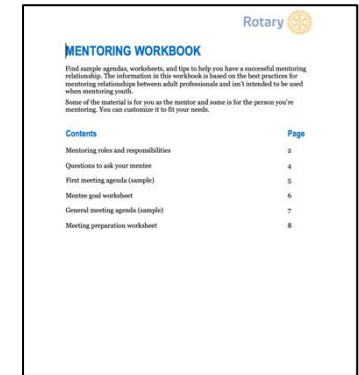 Rotary
MENTORING WORKBOOK
Find sample agendas, worksheets, and tips to help you have a successful mentoring
relationship. The information in this workbook is based on the best practices for
mentoring relationships between adult professionals and isn't intended to be used
when mentoring youth.
Some of the material is for you as the mentor and some is for the person you're
mentoring. You can customize it to fit your needs.
Contents Page
Mentoring roles and responsibilities 2
Questions to ask your mentee 4
First meeting agenda (sample) 5
Mentee goal worksheet 6
General meeting agenda (sample) 7
Meeting preparation worksheet 8